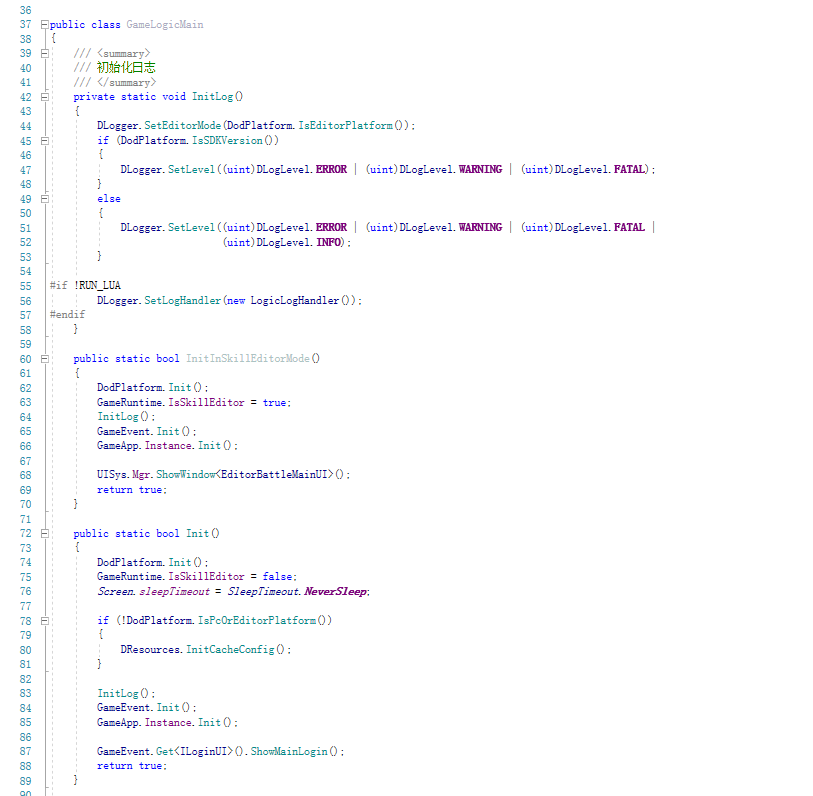 36
37 public class GameLogicMain
38 {
39 /// <summary>
40 /// 初始化日志
41 /// </summary>
42 private static void InitLog()
43 {
44 DLogger.SetEditorMode(DodPlatform.IsEditorPlatform());
45 if (DodPlatform.IsSDKVersion())
46 {
47 DLogger.SetLevel((uint)DLogLevel.ERROR | (uint)DLogLevel.WARNING | (uint)DLogLevel.FATAL);
48 }
49 else
50 {
51 DLogger.SetLevel((uint)DLogLevel.ERROR | (uint)DLogLevel.WARNING | (uint)DLogLevel.FATAL |
52 (uint)DLogLevel.INFO);
53 }
54
55 #if !RUN_LUA
56 DLogger.SetLogHandler(new LogicLogHandler());
57 #endif
58 }
59
60 public static bool InitInSkillEditorMode()
61 {
62 DodPlatform.Init();
63 GameRuntime.IsSkillEditor = true;
64 InitLog();
65 GameEvent.Init();
66 GameApp.Instance.Init();
67
68 UISys.Mgr.ShowWindow<EditorBattleMainUI>();
69 return true;
70 }
71
72 public static bool Init()
73 {
74 DodPlatform.Init();
75 GameRuntime.IsSkillEditor = false;
76 Screen.sleepTimeout = SleepTimeout.NeverSleep;
77
78 if (!DodPlatform.IsPcOrEditorPlatform())
79 {
80 DResources.InitCacheConfig();
81 }
82
83 InitLog();
84 GameEvent.Init();
85 GameApp.Instance.Init();
86
87 GameEvent.Get<ILoginUI>().ShowMainLogin();
88 return true;
89 }
90